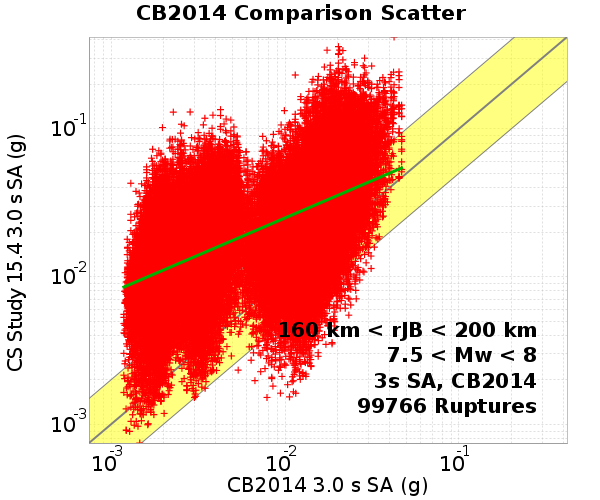 CB2014 Comparison Scatter
CS Study 15.4 3.0 s SA (g)
10-1
10-2
10-3
160 km < rJB < 200 km
7.5 < Mw < 8
3s SA, CB2014
99766 Ruptures
10-3 10-2 10-1
CB2014 3.0 s SA (g)